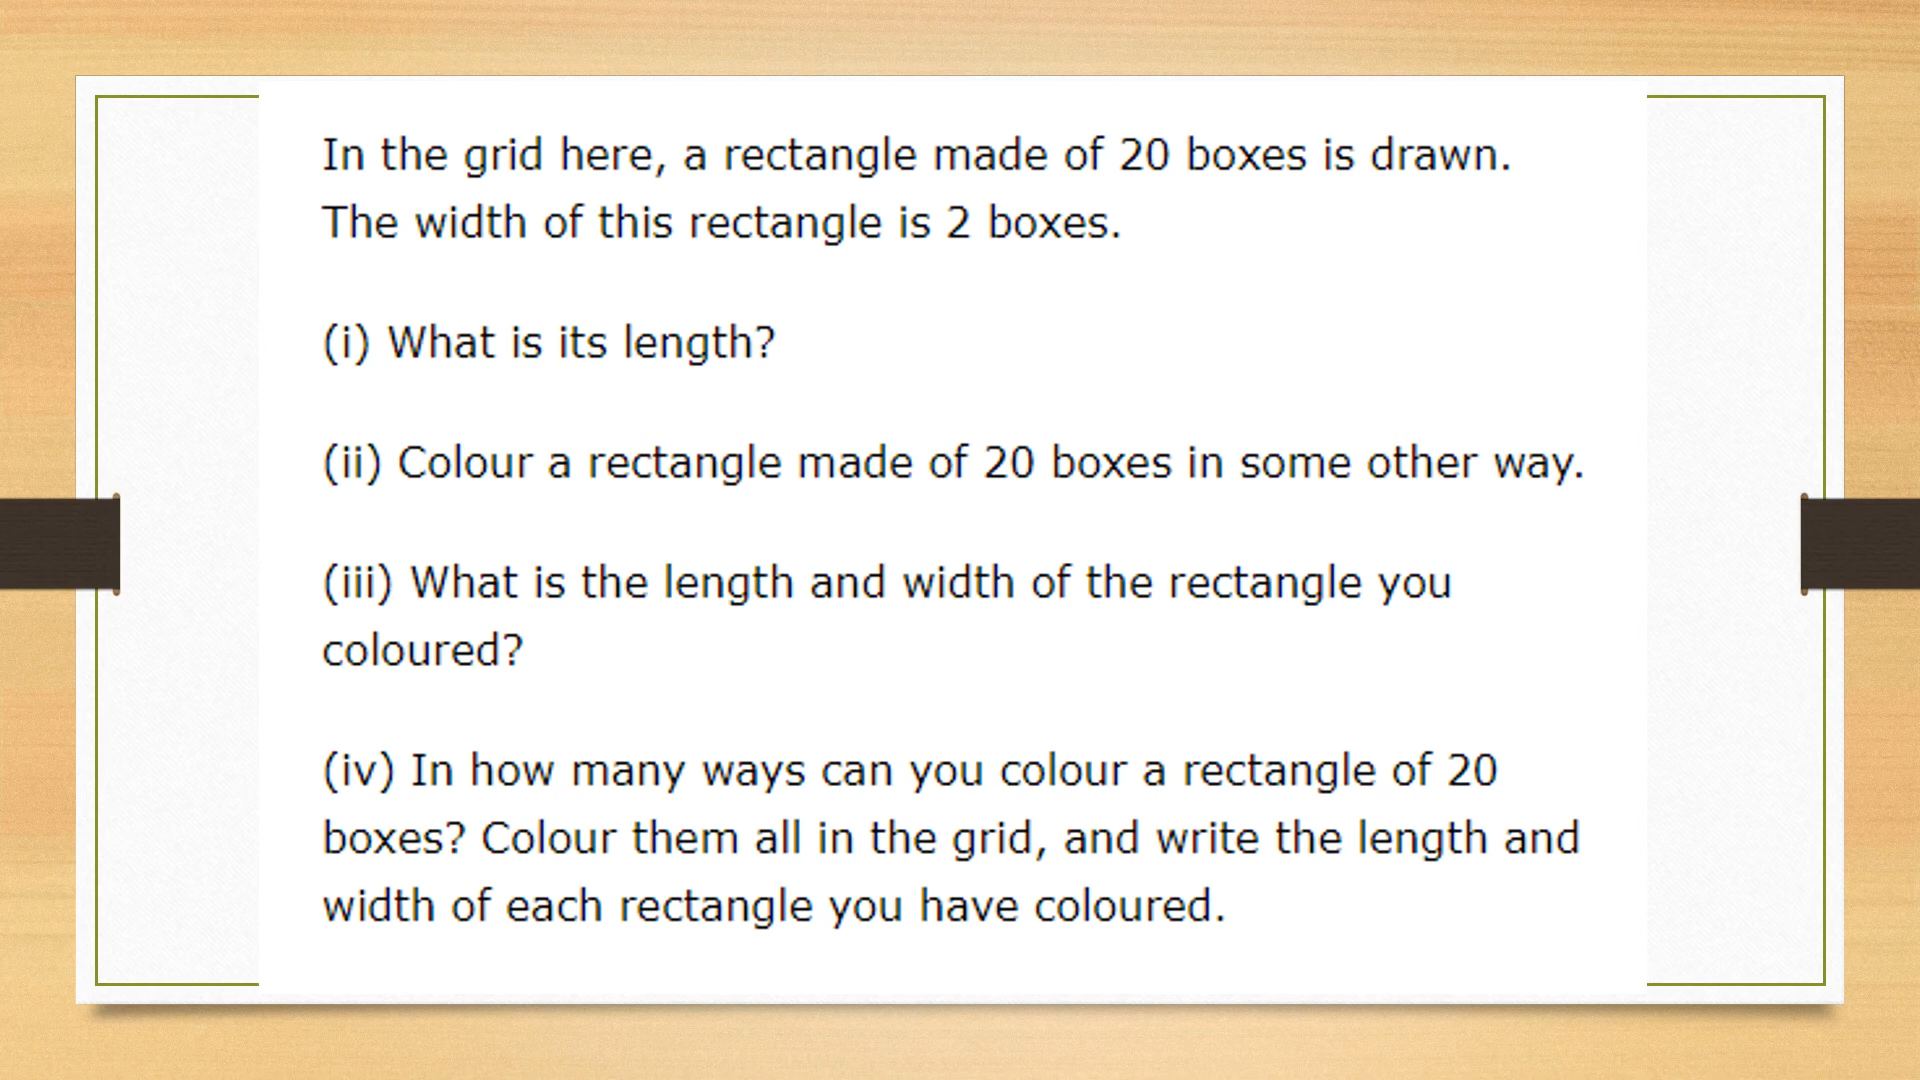 In the grid here, a rectangle made of 20 boxes is drawn.
The width of this rectangle is 2 boxes.
(i) What is its length?
(ii) Colour a rectangle made of 20 boxes in some other way.
(iii) What is the length and width of the rectangle you
coloured?
(iv) In how many ways can you colour a rectangle of 20
boxes? Colour them all in the grid, and write the length and
width of each rectangle you have coloured.